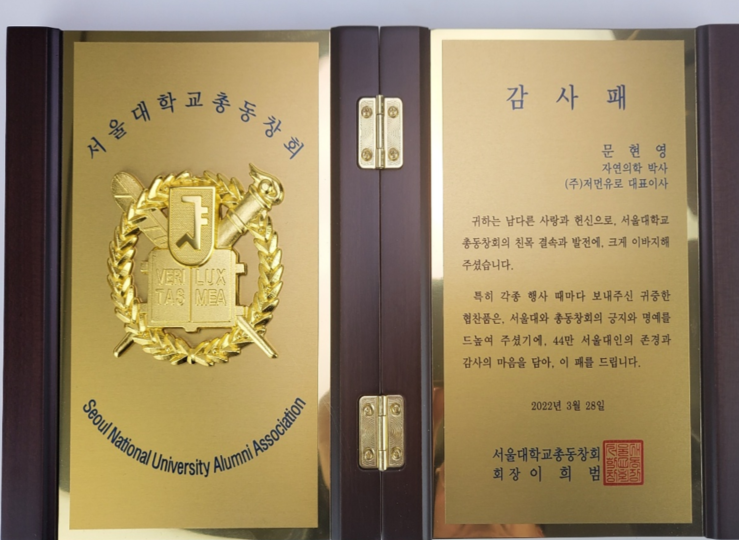 서울대학교총동창회
VERI LUX
TAS MEA
Seoul National University Alumni Association
감 사 패
문 현 영
자연의학 박사
(주)저먼유로 대표이사
귀하는 남다른 사랑과 헌신으로, 서울대학교
총동창회의 친목 결속과 발전에, 크게 이바지해
주셨습니다.
특히 각종 행사 때마다 보내주신 귀중한
협찬품은, 서울대와 총동창회의 긍지와 명예를
드높여 주셨기에, 44만 서울대인의 존경과
감사의 마음을 담아, 이 패를 드립니다.
2022년 3월 28일
서울대학교총동창회
회장 이 희 범